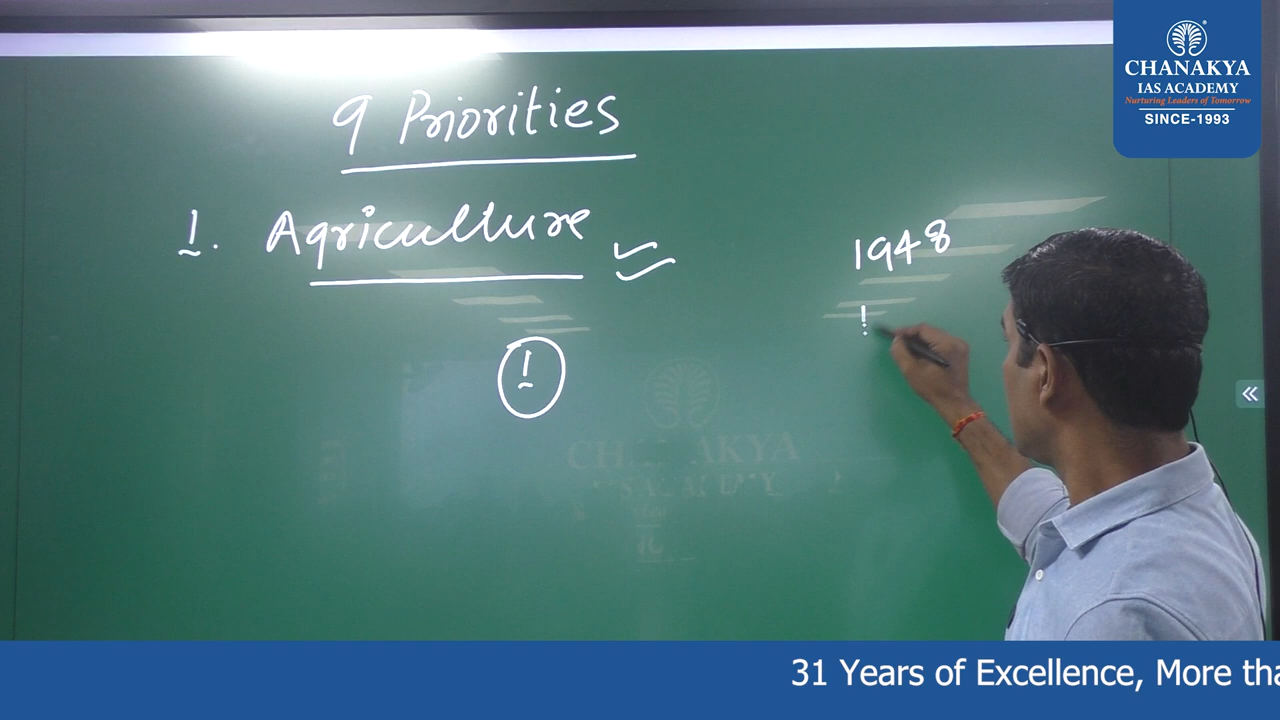 9 Priorities
1. Agriculture
1948
1
CHANAKYA
IAS ACADEMY
Nurturing Leaders of Tomorrow
SINCE-1993
31 Years of Excellence, More tha